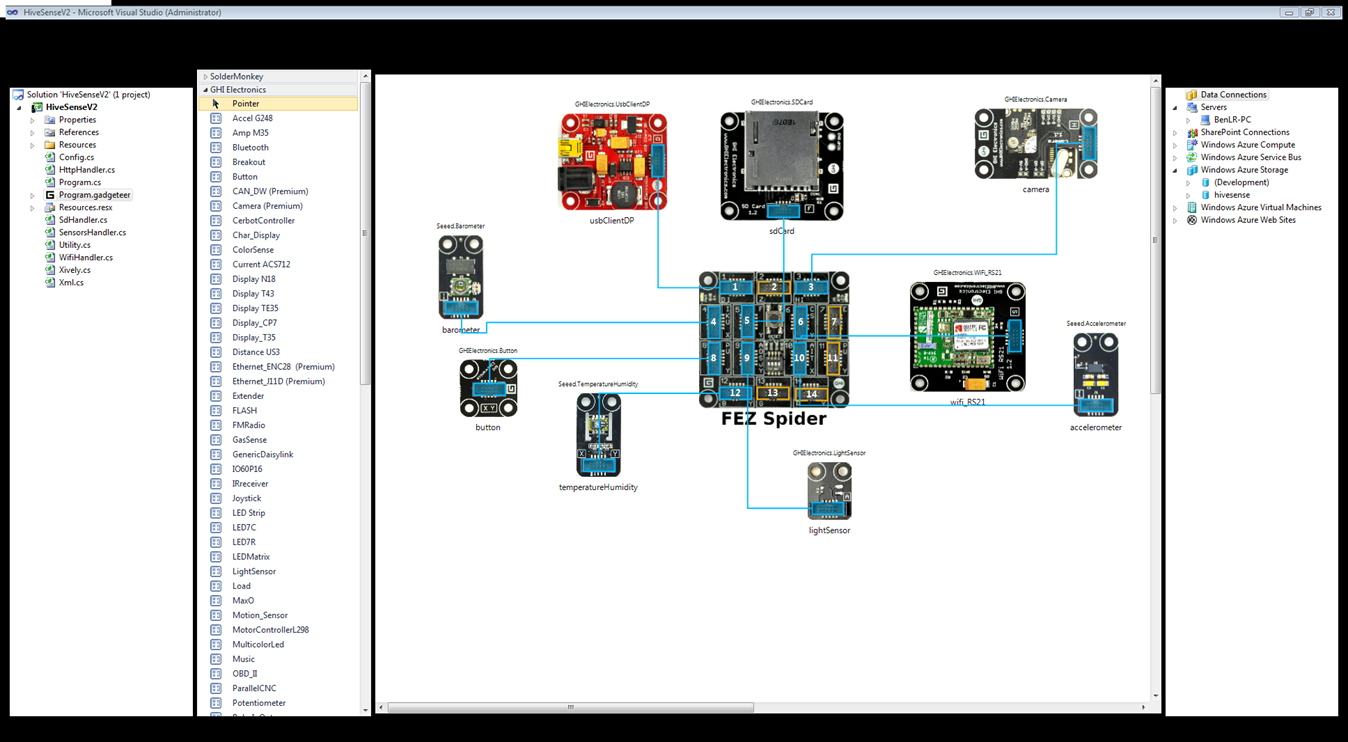 HiveSenseV2 - Microsoft Visual Studio (Administrator)
Solution 'HiveSenseV2' (1 project)
HiveSenseV2
Properties
References
Resources
Config.cs
HttpHandler.cs
Program.cs
Program.gadgeteer
Resources.resx
SdHandler.cs
SensorsHandler.cs
Utility.cs
WifiHandler.cs
Xively.cs
Xml.cs
SolderMonkey
GHI Electronics
Pointer
Accel G248
Amp M35
Bluetooth
Breakout
Button
CAN_DW (Premium)
Camera (Premium)
CerbotController
Char_Display
ColorSense
Current ACS712
Display N18
Display T43
Display TE35
Display_CP7
Display_T35
Distance US3
Ethernet_ENC28 (Premium)
Ethernet_J11D (Premium)
Extender
FLASH
FMRadio
GasSense
GenericDaisylink
IO60P16
IRreceiver
Joystick
LED Strip
LED7C
LED7R
LEDMatrix
LightSensor
Load
MaxO
Motion_Sensor
MotorControllerL298
MulticolorLed
Music
OBD_II
ParallelCNC
Potentiometer
GHIElectronics.UsbClientDP
usbClientDP
GHIElectronics.SDCard
SD Card
1.2
sdCard
GHIElectronics.Camera
camera
Seeed.Barometer
barometer
GHIElectronics.Button
X Y
button
Seeed.TemperatureHumidity
X Y
temperatureHumidity
1 2 3
4 5 6 7
8 9 10 11
12 13 14
FEZ Spider
GHIElectronics.WiFi_RS21
WiFi RS21
1.2
wifi_RS21
Seeed.Accelerometer
accelerometer
GHIElectronics.LightSensor
lightSensor
Data Connections
Servers
BenLR-PC
SharePoint Connections
Windows Azure Compute
Windows Azure Service Bus
Windows Azure Storage
(Development)
hivesense
Windows Azure Virtual Machines
Windows Azure Web Sites